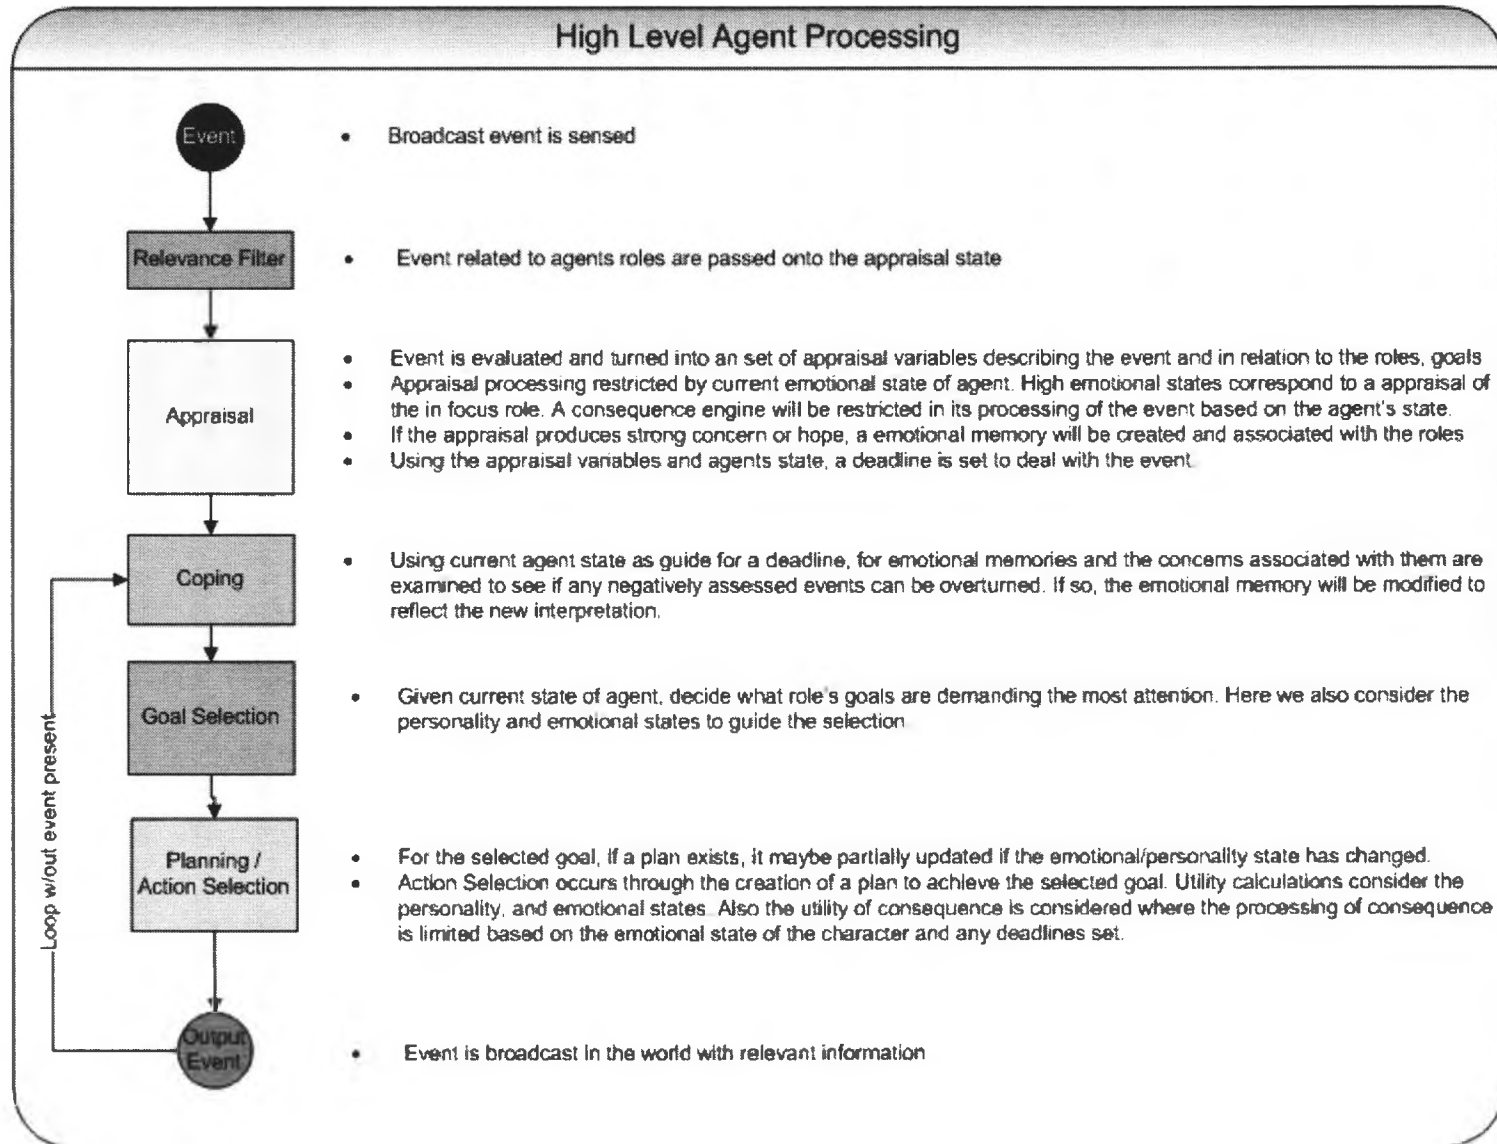 High Level Agent Processing
Event
• Broadcast event is sensed
Relevance Filter
• Event related to agents roles are passed onto the appraisal state
Appraisal
• Event is evaluated and turned into an set of appraisal variables describing the event and in relation to the roles, goals
• Appraisal processing restricted by current emotional state of agent. High emotional states correspond to a appraisal of
the in focus role. A consequence engine will be restricted in its processing of the event based on the agent's state.
• If the appraisal produces strong concern or hope, a emotional memory will be created and associated with the roles
• Using the appraisal variables and agents state, a deadline is set to deal with the event.
Coping
• Using current agent state as guide for a deadline, for emotional memories and the concerns associated with them are
examined to see if any negatively assessed events can be overturned. If so, the emotional memory will be modified to
reflect the new interpretation.
Goal Selection
• Given current state of agent, decide what role's goals are demanding the most attention. Here we also consider the
personality and emotional states to guide the selection
Loop w/out event present
Planning /
Action Selection
• For the selected goal, if a plan exists, it maybe partially updated if the emotional/personality state has changed.
• Action Selection occurs through the creation of a plan to achieve the selected goal. Utility calculations consider the
personality, and emotional states. Also the utility of consequence is considered where the processing of consequence
is limited based on the emotional state of the character and any deadlines set.
Output
Event
• Event is broadcast in the world with relevant information